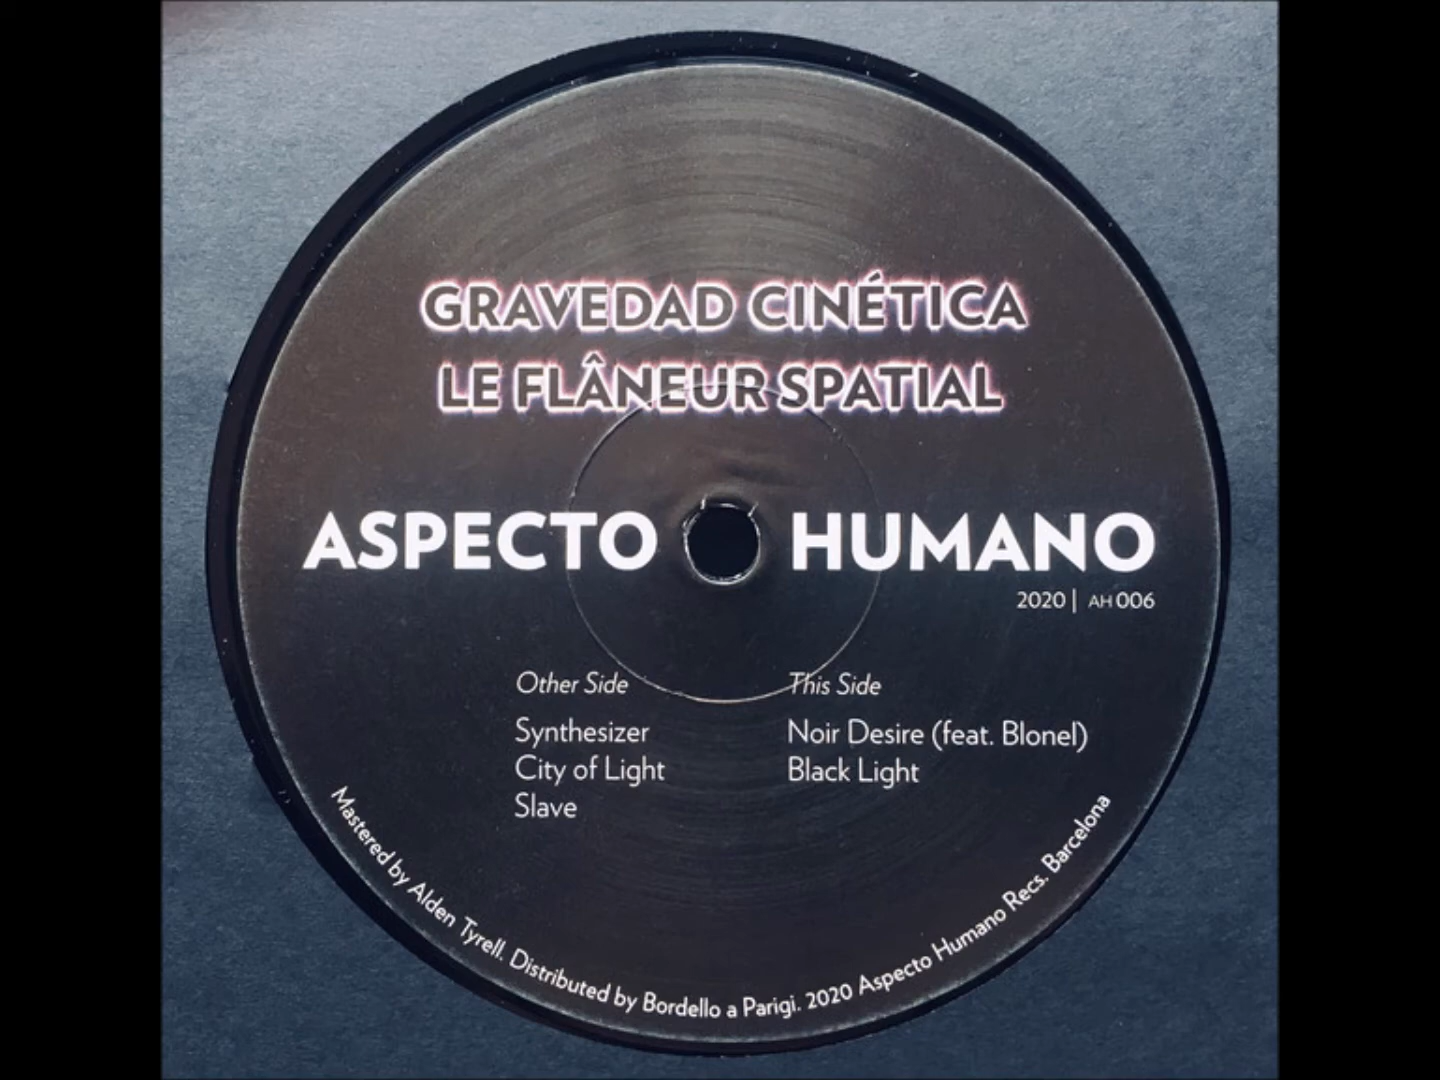 GRAVEDAD CINÉTICA
LE FLÂNEUR SPATIAL
ASPECTO HUMANO
2020 | AH 006
Other Side
Synthesizer
City of Light
Slave
This Side
Noir Desire (feat. Blonel)
Black Light
Mastered by Alden Tyrell. Distributed by Bordello a Parigi. 2020 Aspecto Humano Recs. Barcelona